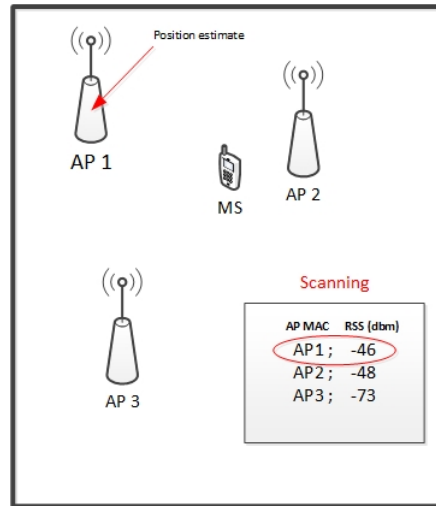 Position estimate
AP 1
AP 2
MS
Scanning
AP MAC RSS (dbm)
AP1 ; -46
AP2 ; -48
AP3 ; -73
AP 3